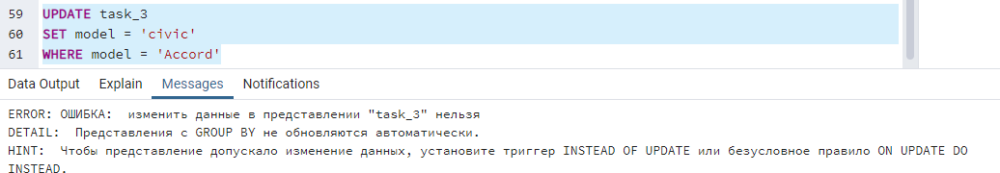 59 UPDATE task_3
60 SET model = 'civic'
61 WHERE model = 'Accord'
Data Output Explain Messages Notifications
ERROR: ОШИБКА:  изменить данные в представлении "task_3" нельзя
DETAIL:  Представления с GROUP BY не обновляются автоматически.
HINT:  Чтобы представление допускало изменение данных, установите триггер INSTEAD OF UPDATE или безусловное правило ON UPDATE DO
INSTEAD.